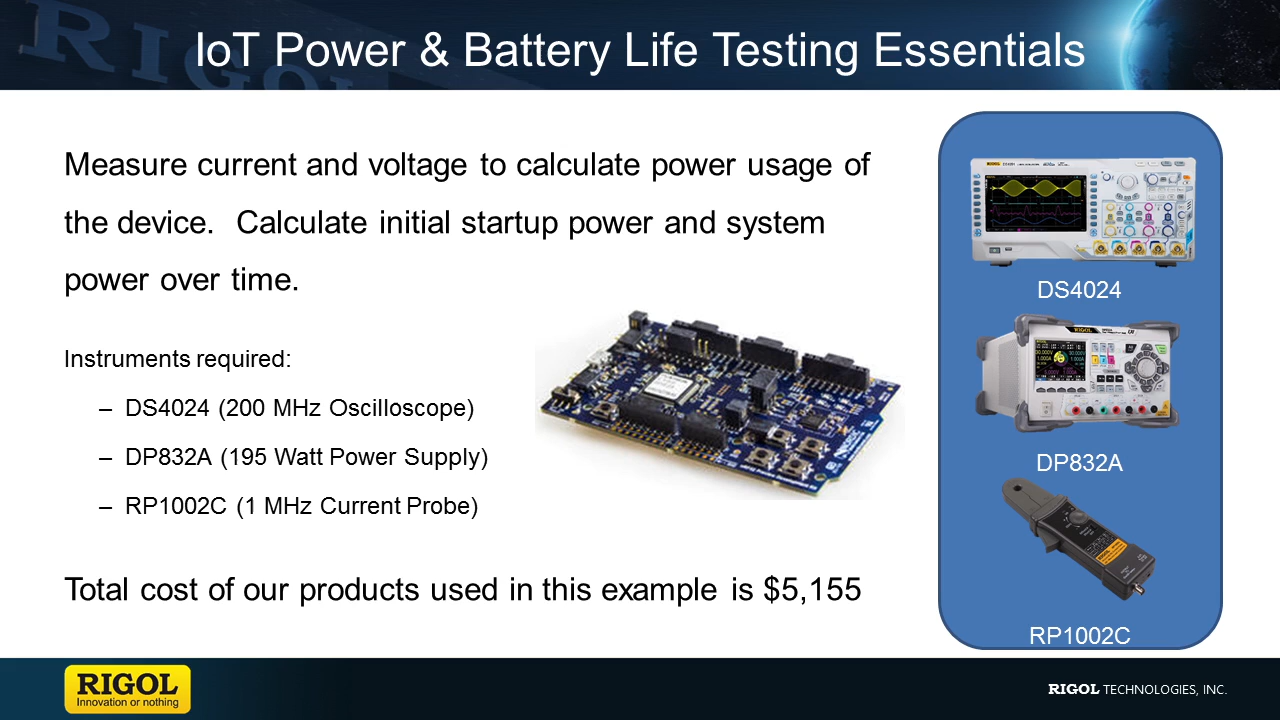 IoT Power & Battery Life Testing Essentials
Measure current and voltage to calculate power usage of
the device. Calculate initial startup power and system
power over time.
Instruments required:
– DS4024 (200 MHz Oscilloscope)
– DP832A (195 Watt Power Supply)
– RP1002C (1 MHz Current Probe)
Total cost of our products used in this example is $5,155
DS4024
DP832A
RP1002C
RIGOL
Innovation or nothing
RIGOL TECHNOLOGIES, INC.